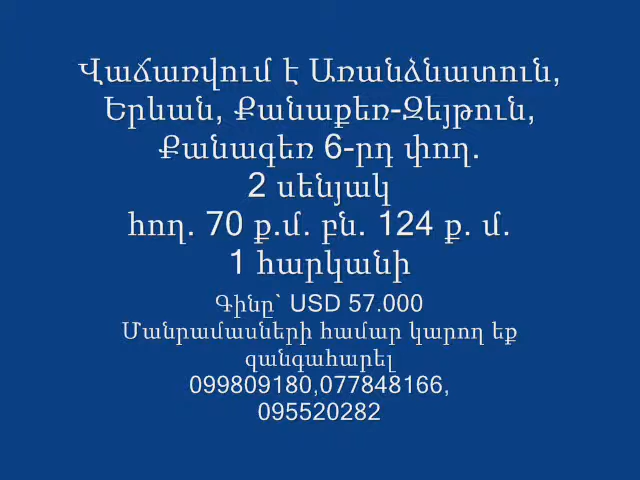 Վաճառվում է Առանձնատուն,
Երևան, Քանաքեռ-Զեյթուն,
Քանագեռ 6-րդ փող.
2 սենյակ
հող. 70 ք.մ. բն. 124 ք. մ.
1 հարկանի
Գինը՝ USD 57.000
Մանրամասների համար կարող եք
զանգահարել
099809180,077848166,
095520282